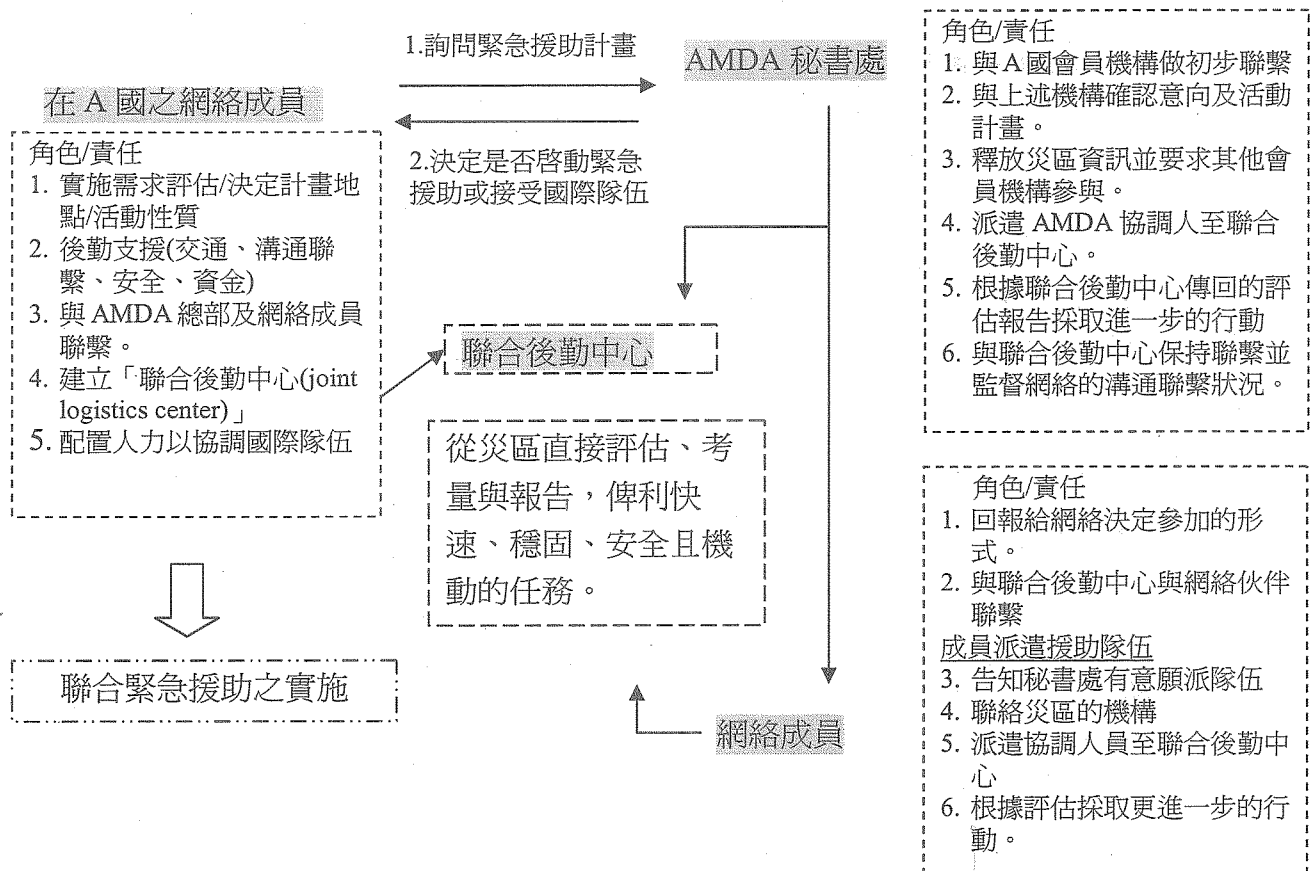 1.詢問緊急援助計畫
AMDA 秘書處
在 A 國之網絡成員
2.決定是否啓動緊急
援助或接受國際隊伍
角色/責任
1. 實施需求評估/決定計畫地
點/活動性質
2. 後勤支援(交通、溝通聯
繫、安全、資金)
3. 與 AMDA 總部及網絡成員
聯繫。
4. 建立「聯合後勤中心(joint
logistics center)」
5. 配置人力以協調國際隊伍
聯合後勤中心
從災區直接評估、考
量與報告，俾利快
速、穩固、安全且機
動的任務。
聯合緊急援助之實施
網絡成員
角色/責任
1. 與 A 國會員機構做初步聯繫
2. 與上述機構確認意向及活動
計畫。
3. 釋放災區資訊並要求其他會
員機構參與。
4. 派遣 AMDA 協調人至聯合
後勤中心。
5. 根據聯合後勤中心傳回的評
估報告採取進一步的行動
6. 與聯合後勤中心保持聯繫並
監督網絡的溝通聯繫狀況。
角色/責任
1. 回報給網絡決定參加的形
式。
2. 與聯合後勤中心與網絡伙伴
聯繫
成員派遣援助隊伍
3. 告知秘書處有意願派隊伍
4. 聯絡災區的機構
5. 派遣協調人員至聯合後勤中
心
6. 根據評估採取更進一步的行
動。